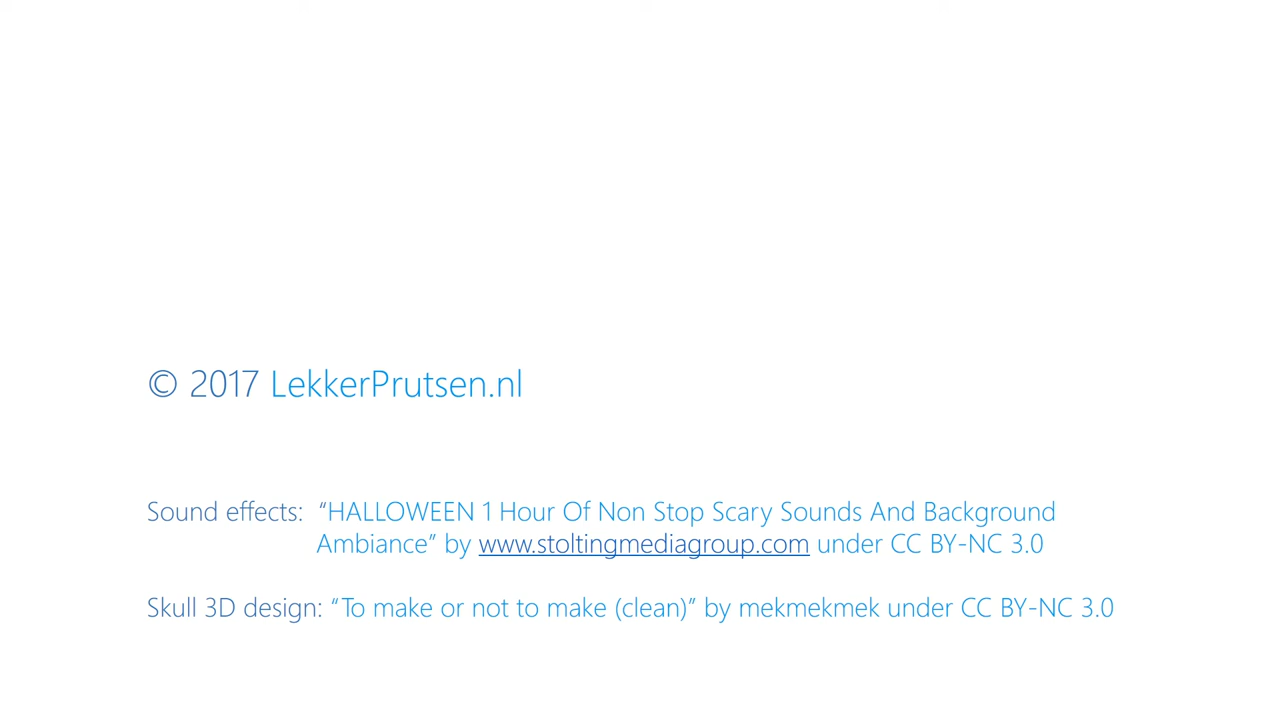 © 2017 LekkerPrutsen.nl
Sound effects: “HALLOWEEN 1 Hour Of Non Stop Scary Sounds And Background
Ambiance” by www.stoltingmediagroup.com under CC BY-NC 3.0
Skull 3D design: “To make or not to make (clean)” by mekmekmek under CC BY-NC 3.0